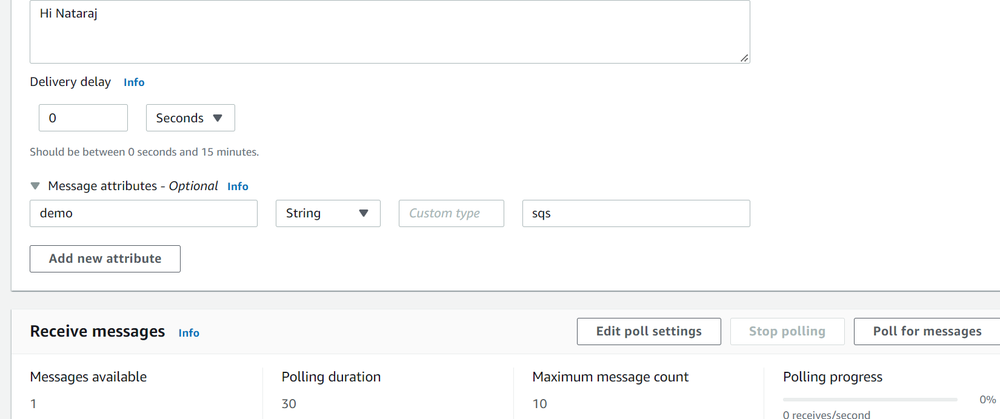 Hi Nataraj
Delivery delay Info
0 Seconds
Should be between 0 seconds and 15 minutes.
Message attributes - Optional Info
demo String Custom type sqs
Add new attribute
Receive messages Info Edit poll settings Stop polling Poll for messages
Messages available Polling duration Maximum message count Polling progress
1 30 10 0%
0 receives/second